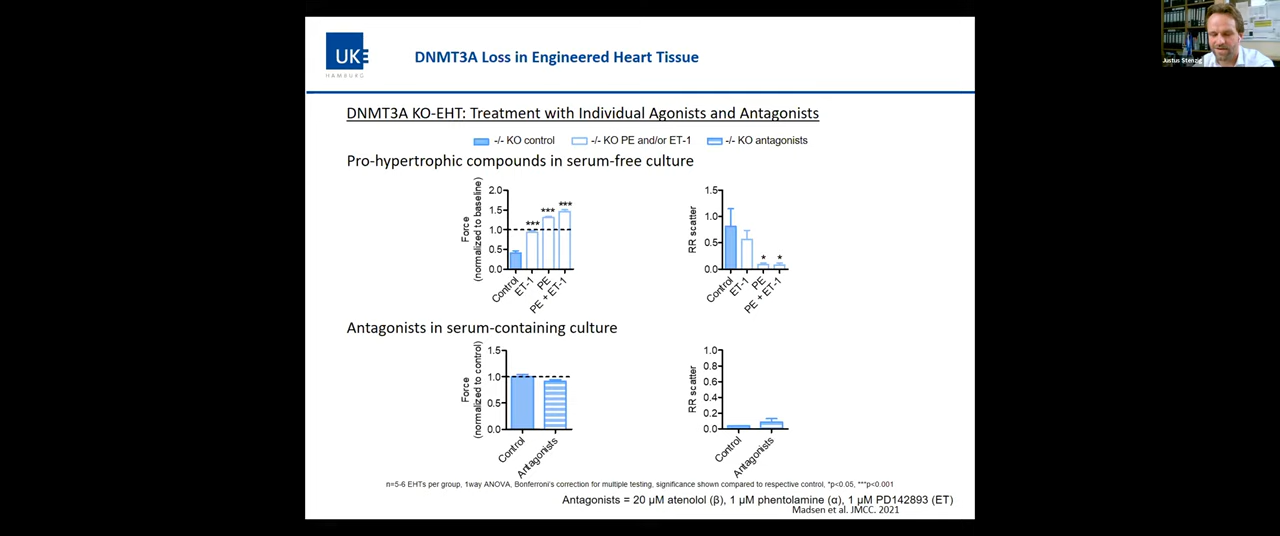 UKE
HAMBURG
DNMT3A Loss in Engineered Heart Tissue
Justus Stenzig
DNMT3A KO-EHT: Treatment with Individual Agonists and Antagonists
-/- KO control
-/- KO PE and/or ET-1
-/- KO antagonists
Pro-hypertrophic compounds in serum-free culture
Force
(normalized to baseline)
2.0
1.5
1.0
0.5
0.0
***
***
***
Control
ET-1
PE
PE + ET-1
RR scatter
1.5
1.0
0.5
0.0
*
*
Control
ET-1
PE
PE + ET-1
Antagonists in serum-containing culture
Force
(normalized to control)
1.5
1.0
0.5
0.0
Control
Antagonists
RR scatter
1.0
0.8
0.6
0.4
0.2
0.0
Control
Antagonists
n=5-6 EHTs per group, 1way ANOVA, Bonferroni's correction for multiple testing, significance shown compared to respective control, *p<0.05, ***p<0.001
Antagonists = 20 µM atenolol (β), 1 µM phentolamine (α), 1 µM PD142893 (ET)
Madsen et al. JMCC. 2021